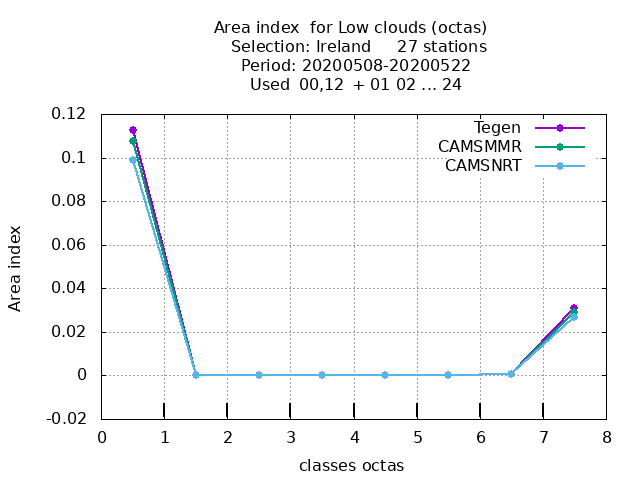 Area index  for Low clouds (octas)
Selection: Ireland     27 stations
Period: 20200508-20200522
Used  00,12  + 01 02 ... 24
Tegen
CAMSMMR
CAMSNRT
0.12
0.1
0.08
0.06
0.04
0.02
0
-0.02
Area index
0 1 2 3 4 5 6 7 8
classes octas